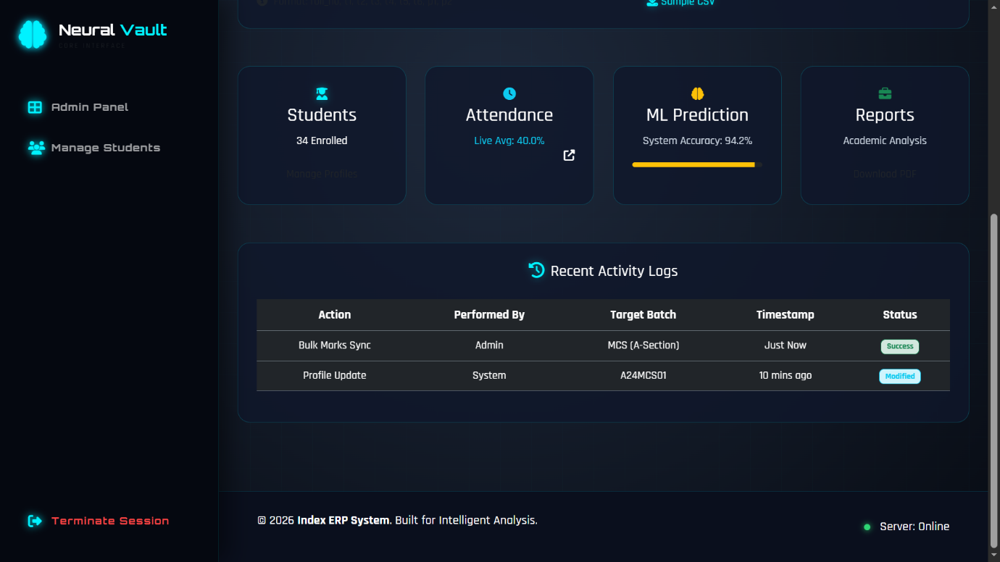 Neural Vault
CORE INTERFACE
Admin Panel
Manage Students
Terminate Session
Sample CSV
Students
34 Enrolled
Manage Profiles
Attendance
Live Avg: 40.0%
ML Prediction
System Accuracy: 94.2%
Reports
Academic Analysis
Download PDF
Recent Activity Logs
Action Performed By Target Batch Timestamp Status
Bulk Marks Sync Admin MCS (A-Section) Just Now Success
Profile Update System A24MCS01 10 mins ago Modified
© 2026 Index ERP System. Built for Intelligent Analysis.
Server: Online